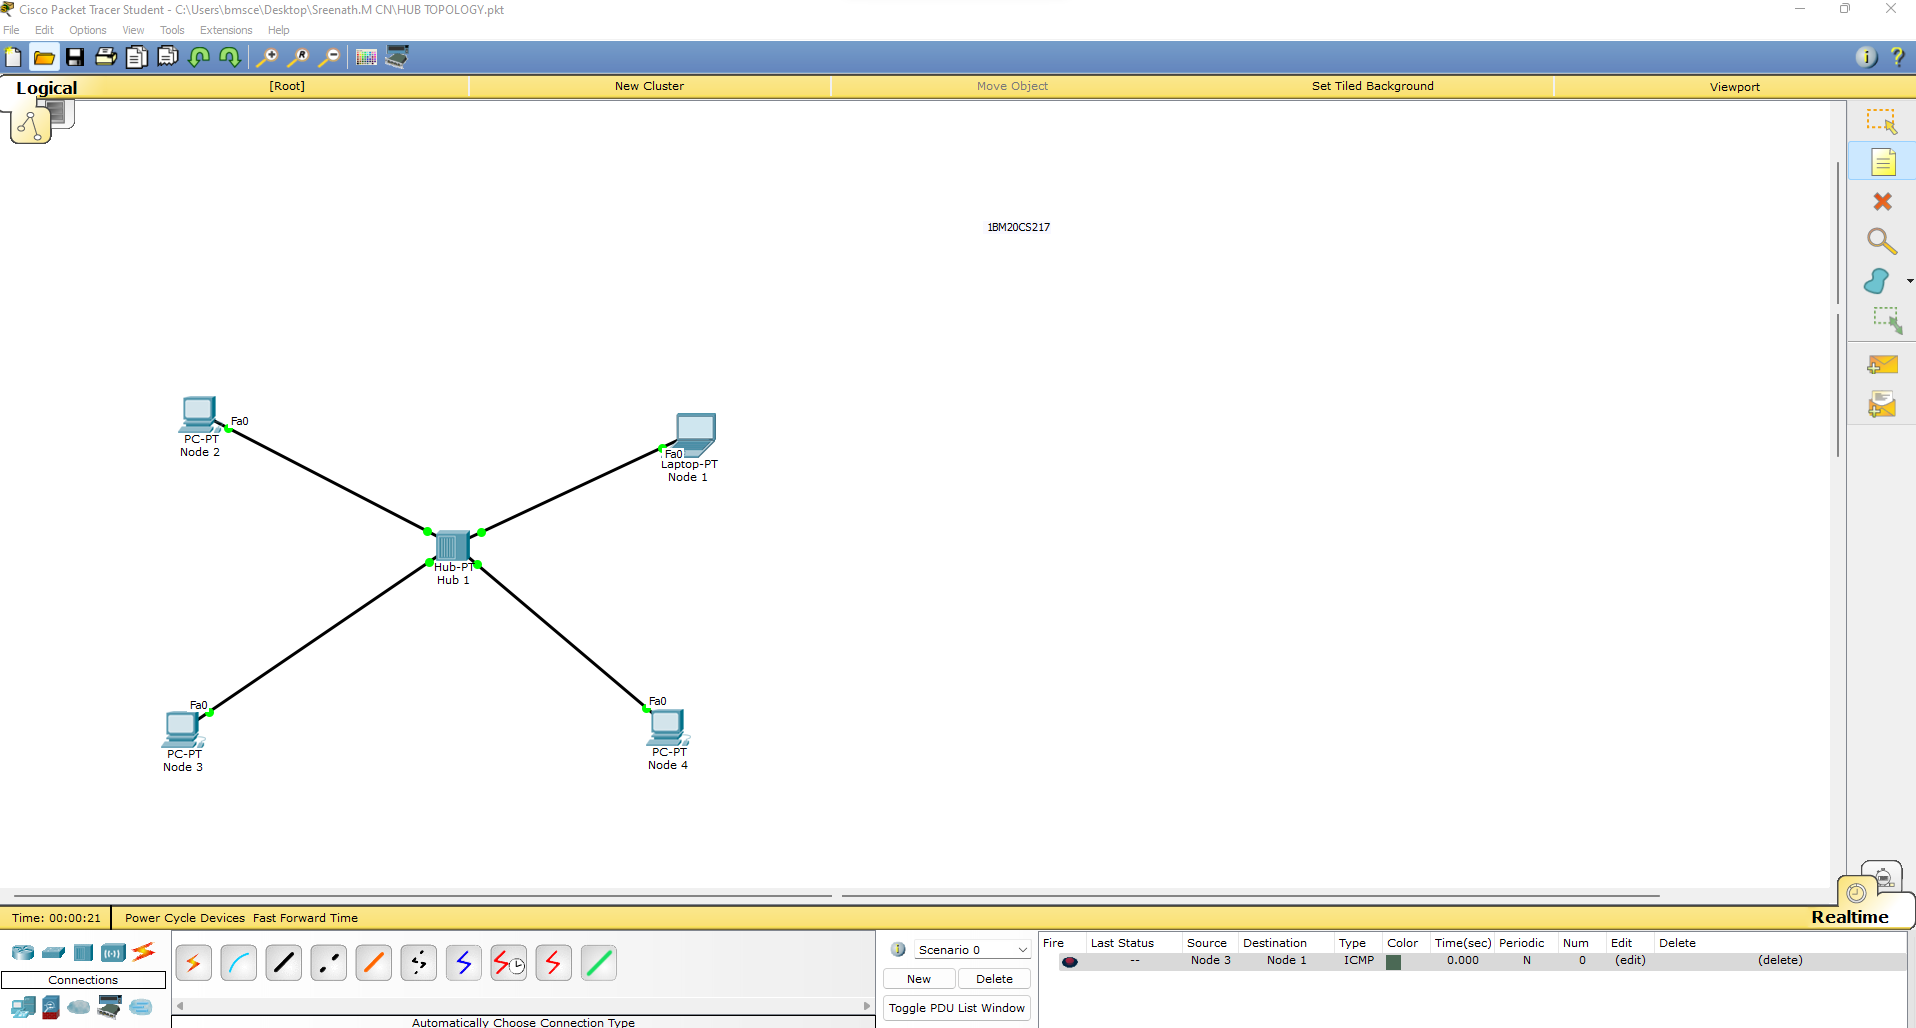 Cisco Packet Tracer Student - C:\Users\bmsce\Desktop\Sreenath.M CN\HUB TOPOLOGY.pkt
File Edit Options View Tools Extensions Help
Logical [Root] New Cluster Move Object Set Tiled Background Viewport
1BM20CS217
Fa0
PC-PT
Node 2
Fa0
Laptop-PT
Node 1
Hub-PT
Hub 1
Fa0
PC-PT
Node 3
Fa0
PC-PT
Node 4
Time: 00:00:21 Power Cycle Devices Fast Forward Time
Realtime
Connections
Automatically Choose Connection Type
Scenario 0
New Delete
Toggle PDU List Window
Fire Last Status Source Destination Type Color Time(sec) Periodic Num Edit Delete
-- Node 3 Node 1 ICMP 0.000 N 0 (edit) (delete)